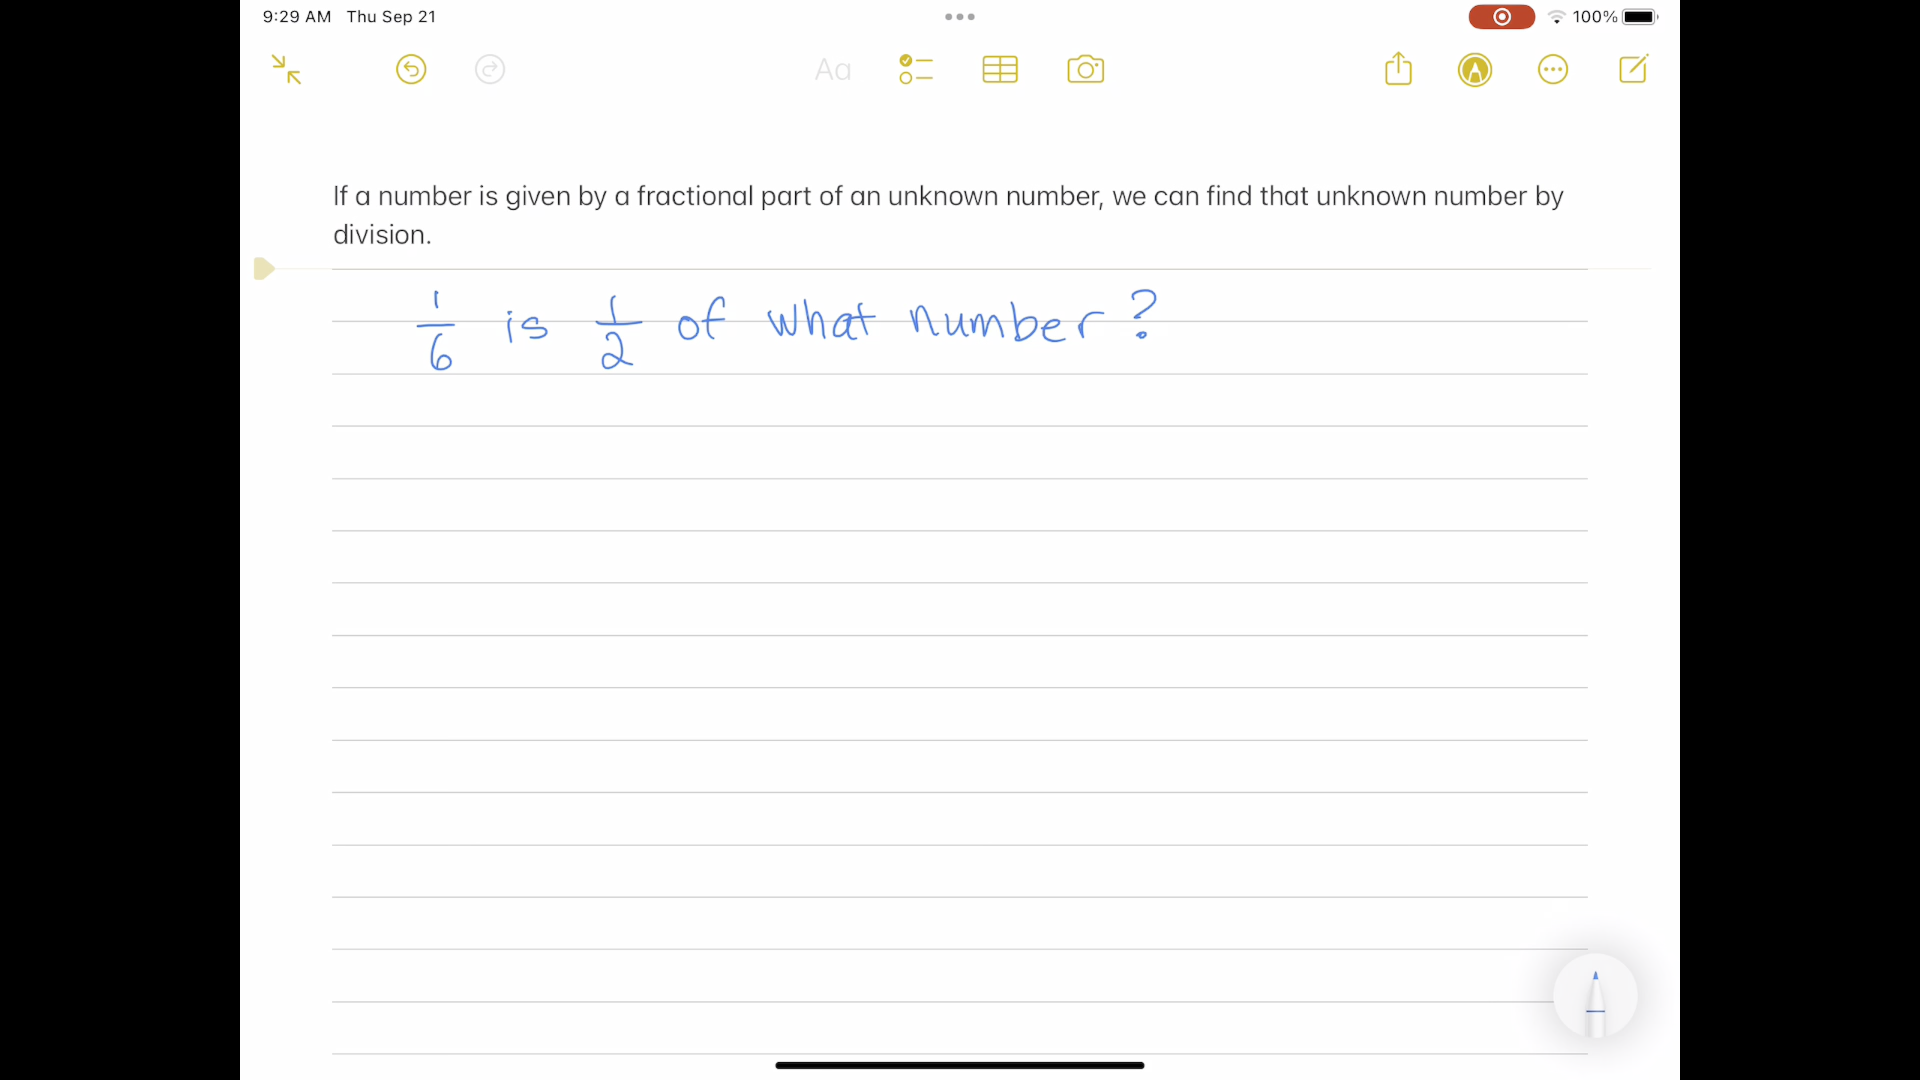 9:29 AM Thu Sep 21
100%
Aa
If a number is given by a fractional part of an unknown number, we can find that unknown number by
division.
1/6 is 1/2 of what number?